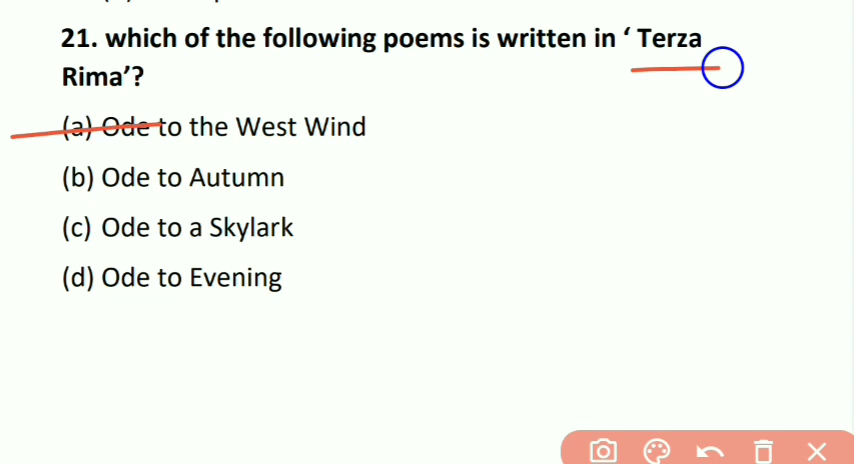 21. which of the following poems is written in ‘ Terza
Rima’?
(a) Ode to the West Wind
(b) Ode to Autumn
(c) Ode to a Skylark
(d) Ode to Evening